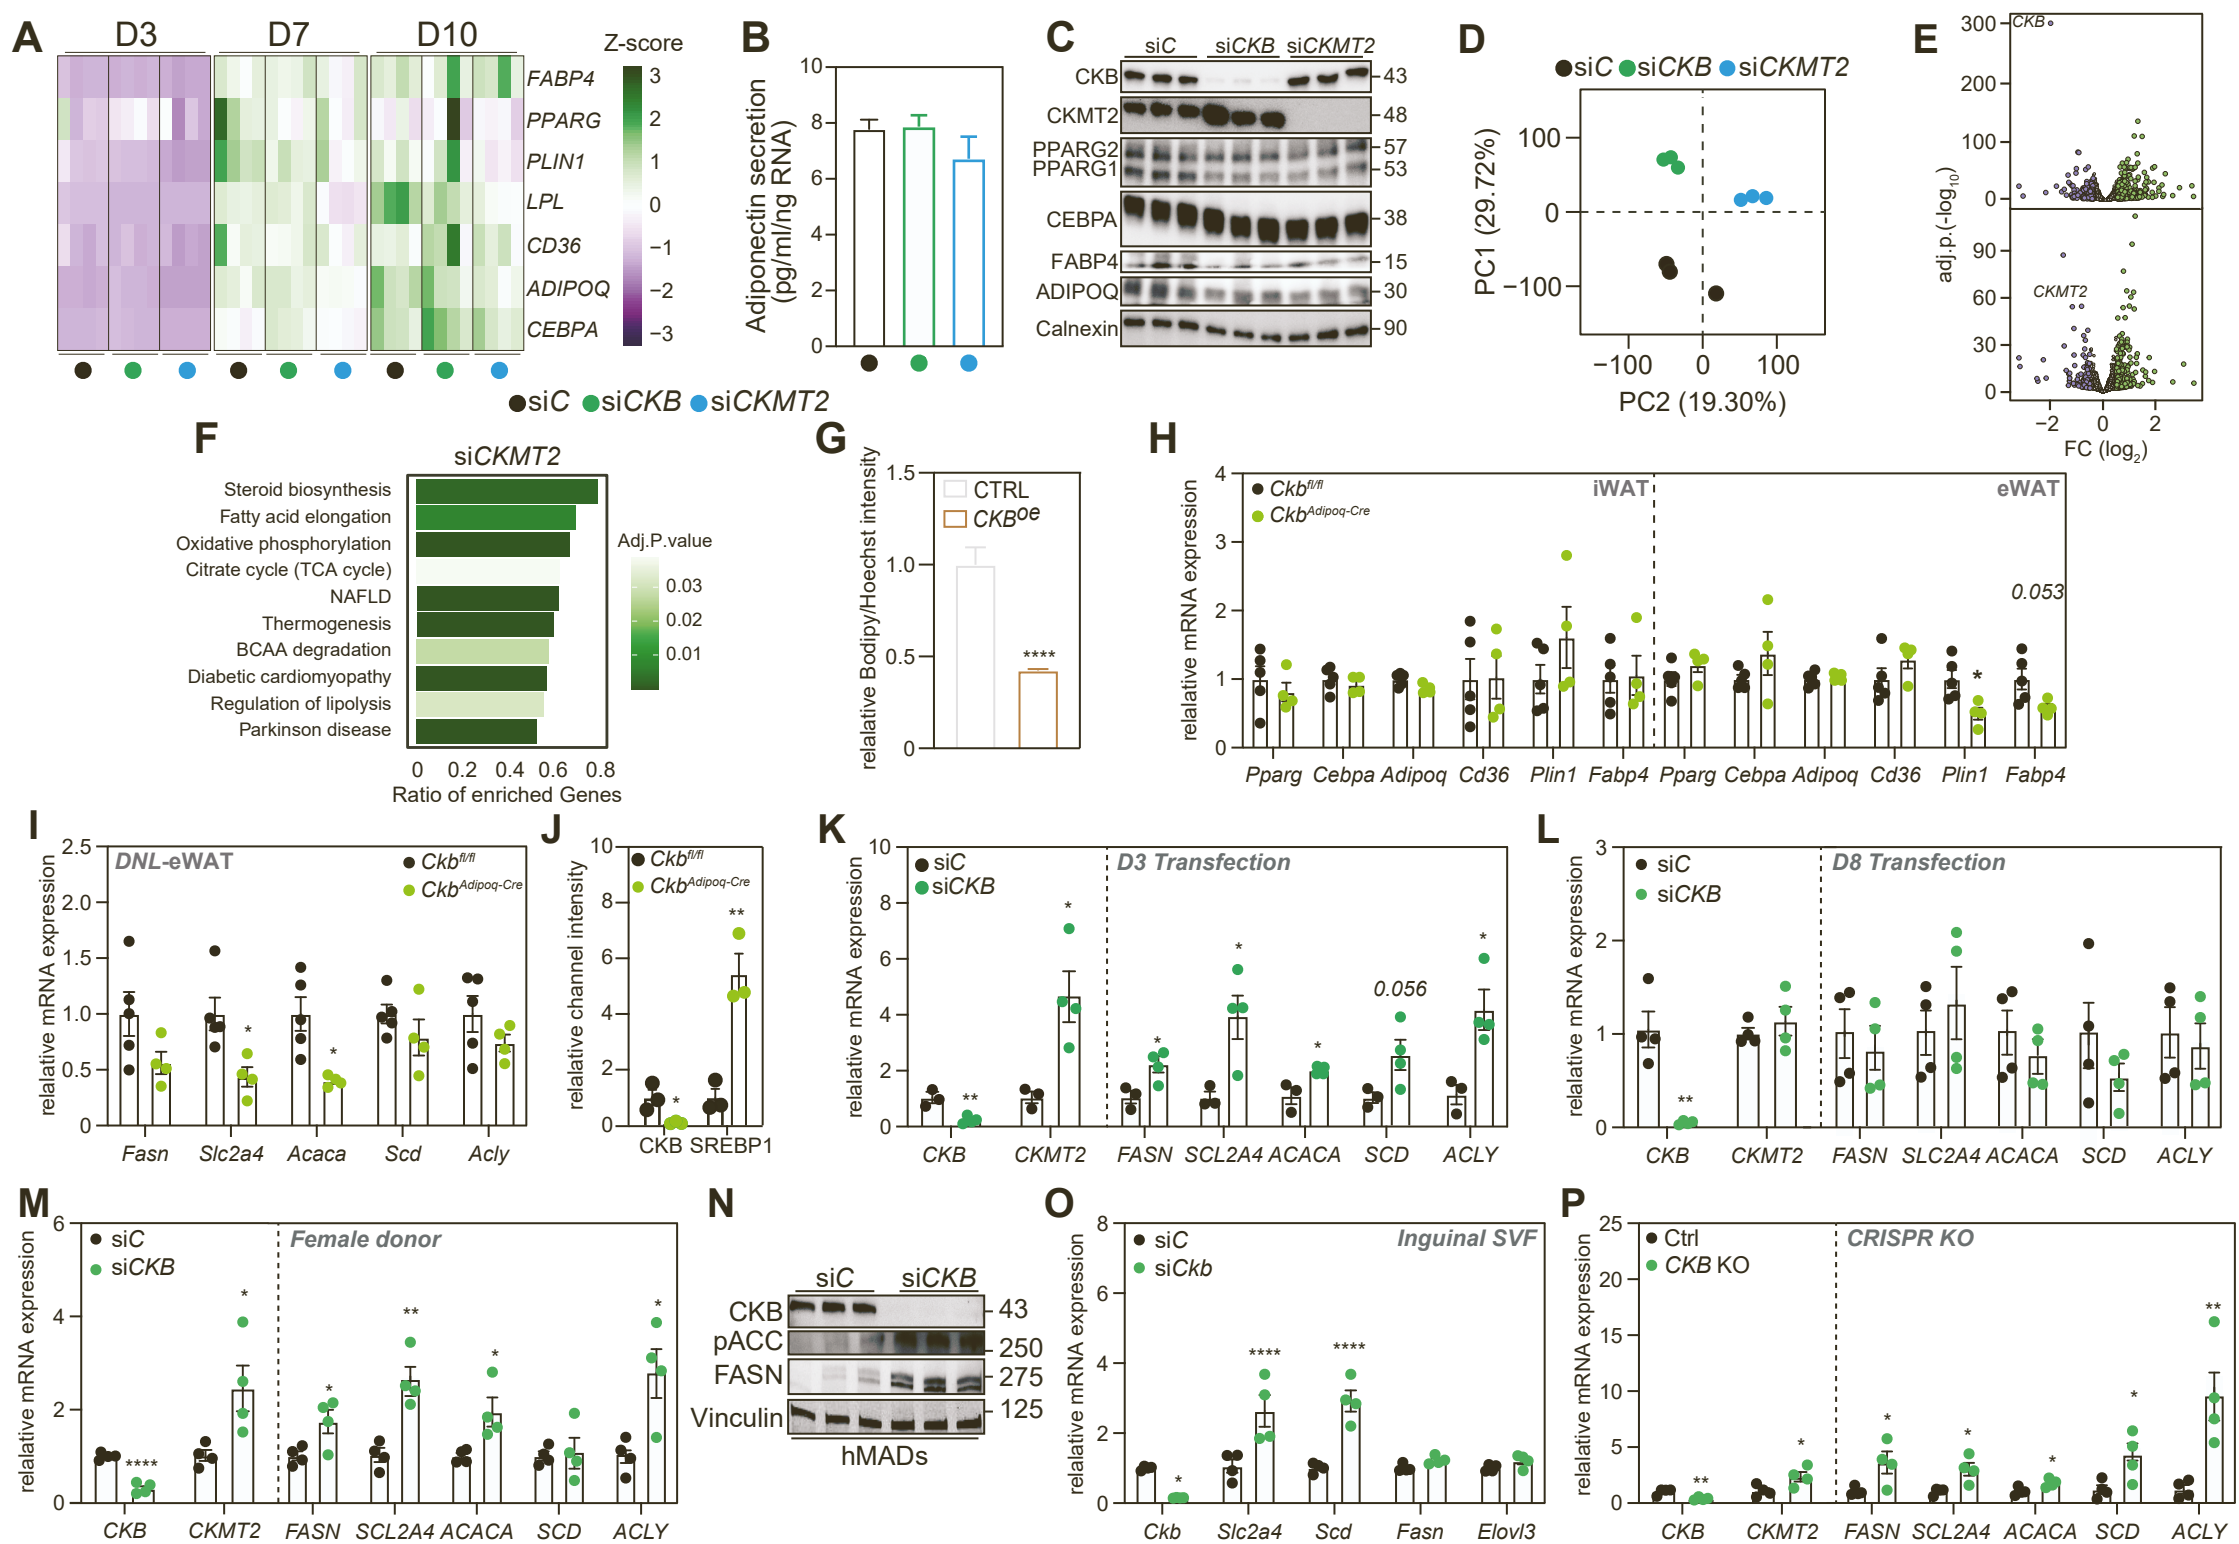 A
D3 D7 D10
Z-score
3
2
1
0
−1
−2
−3
FABP4
PPARG
PLIN1
LPL
CD36
ADIPOQ
CEBPA
siC siCKB siCKMT2
B
Adiponectin secretion
(pg/ml/ng RNA)
10
8
6
4
2
0
C
siC siCKB siCKMT2
CKB 43
CKMT2 48
PPARG2 57
PPARG1 53
CEBPA 38
FABP4 15
ADIPOQ 30
Calnexin 90
D
siC siCKB siCKMT2
PC1 (29.72%)
100
0
−100
−100 0 100
PC2 (19.30%)
E
CKB
300
200
100
0
adj.p.(-log10)
CKMT2
90
60
30
0
−2 0 2
FC (log2)
F
siCKMT2
Steroid biosynthesis
Fatty acid elongation
Oxidative phosphorylation
Citrate cycle (TCA cycle)
NAFLD
Thermogenesis
BCAA degradation
Diabetic cardiomyopathy
Regulation of lipolysis
Parkinson disease
0 0.2 0.4 0.6 0.8
Ratio of enriched Genes
Adj.P.value
0.03
0.02
0.01
G
relalative Bodipy/Hoechst intensity
1.5
1.0
0.5
0
CTRL
CKBoe
****
H
relalative mRNA expression
4
3
2
1
0
Ckbfl/fl
CkbAdipoq-Cre
iWAT eWAT
*
0.053
Pparg Cebpa Adipoq Cd36 Plin1 Fabp4 Pparg Cebpa Adipoq Cd36 Plin1 Fabp4
I
relalative mRNA expression
2.5
2.0
1.5
1.0
0.5
0
DNL-eWAT
Ckbfl/fl
CkbAdipoq-Cre
* *
Fasn Slc2a4 Acaca Scd Acly
J
relalative channel intensity
10
8
6
4
2
0
Ckbfl/fl
CkbAdipoq-Cre
* **
CKB SREBP1
K
relalative mRNA expression
10
8
6
4
2
0
siC
siCKB
D3 Transfection
** * * * * 0.056 *
CKB CKMT2 FASN SCL2A4 ACACA SCD ACLY
L
relalative mRNA expression
3
2
1
0
siC
siCKB
D8 Transfection
**
CKB CKMT2 FASN SLC2A4 ACACA SCD ACLY
M
relalative mRNA expression
6
4
2
0
siC
siCKB
Female donor
**** * * ** * *
CKB CKMT2 FASN SCL2A4 ACACA SCD ACLY
N
siC siCKB
CKB 43
pACC 250
FASN 275
Vinculin 125
hMADs
O
relalative mRNA expression
8
6
4
2
0
siC
siCkb
Inguinal SVF
* **** ****
Ckb Slc2a4 Scd Fasn Elovl3
P
relalative mRNA expression
25
20
15
10
5
0
Ctrl
CKB KO
CRISPR KO
** * * * * * **
CKB CKMT2 FASN SCL2A4 ACACA SCD ACLY